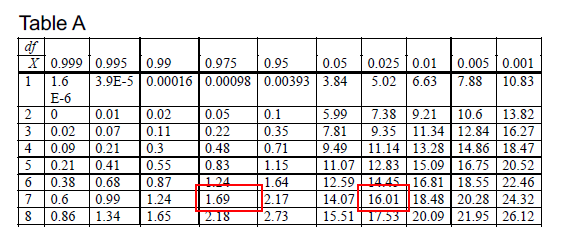 Table A
df
X 0.999 0.995 0.99 0.975 0.95 0.05 0.025 0.01 0.005 0.001
1 1.6 3.9E-5 0.00016 0.00098 0.00393 3.84 5.02 6.63 7.88 10.83
E-6
2 0 0.01 0.02 0.05 0.1 5.99 7.38 9.21 10.6 13.82
3 0.02 0.07 0.11 0.22 0.35 7.81 9.35 11.34 12.84 16.27
4 0.09 0.21 0.3 0.48 0.71 9.49 11.14 13.28 14.86 18.47
5 0.21 0.41 0.55 0.83 1.15 11.07 12.83 15.09 16.75 20.52
6 0.38 0.68 0.87 1.24 1.64 12.59 14.45 16.81 18.55 22.46
7 0.6 0.99 1.24 1.69 2.17 14.07 16.01 18.48 20.28 24.32
8 0.86 1.34 1.65 2.18 2.73 15.51 17.53 20.09 21.95 26.12